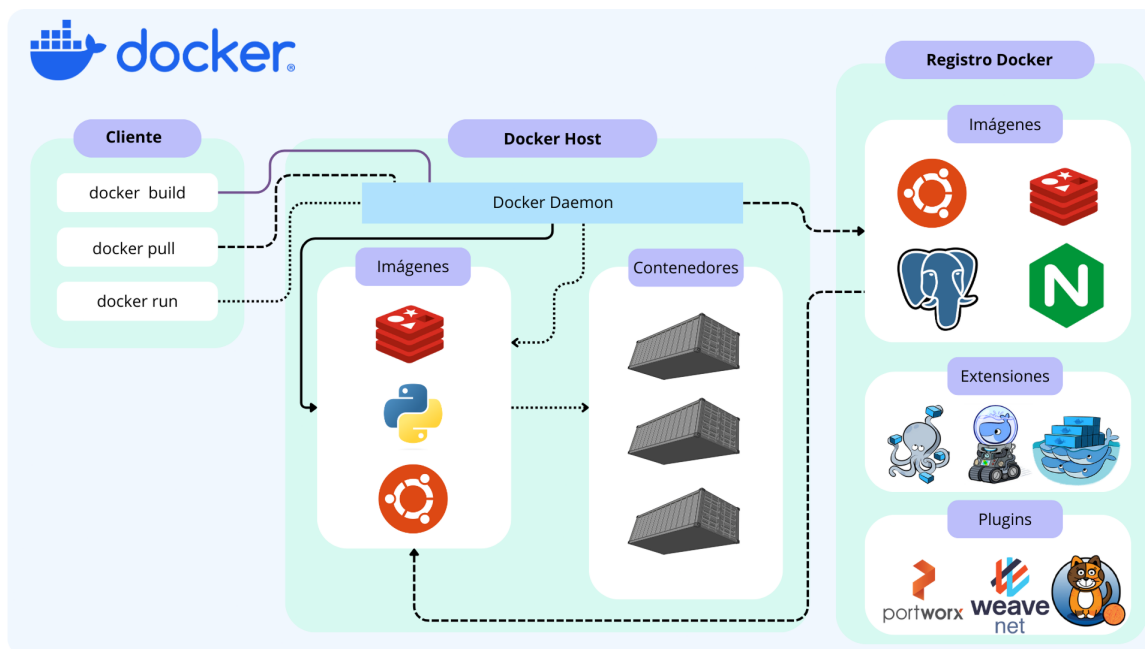 docker
Cliente
docker build
docker pull
docker run
Docker Host
Docker Daemon
Imágenes
Contenedores
Registro Docker
Imágenes
N
Extensiones
Plugins
portworx
weave
net